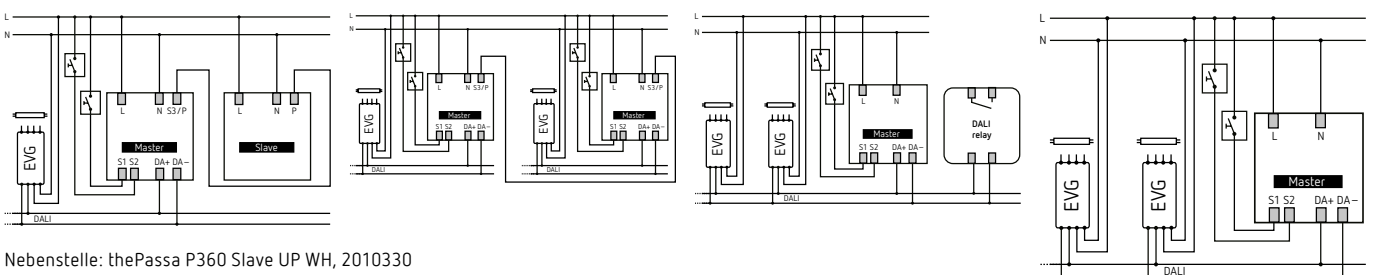 L
N
L N S3/P
Master
S1 S2 DA+ DA−
EVG
DALI
L N P
Slave
L
N
L N S3/P
Master
S1 S2 DA+ DA−
EVG
DALI
L N S3/P
Master
S1 S2 DA+ DA−
EVG
DALI
L
N
L N
Master
S1 S2 DA+ DA−
EVG
EVG
DALI
DALI
relay
L
N
L N
Master
S1 S2 DA+ DA−
EVG
EVG
DALI
Nebenstelle: thePassa P360 Slave UP WH, 2010330